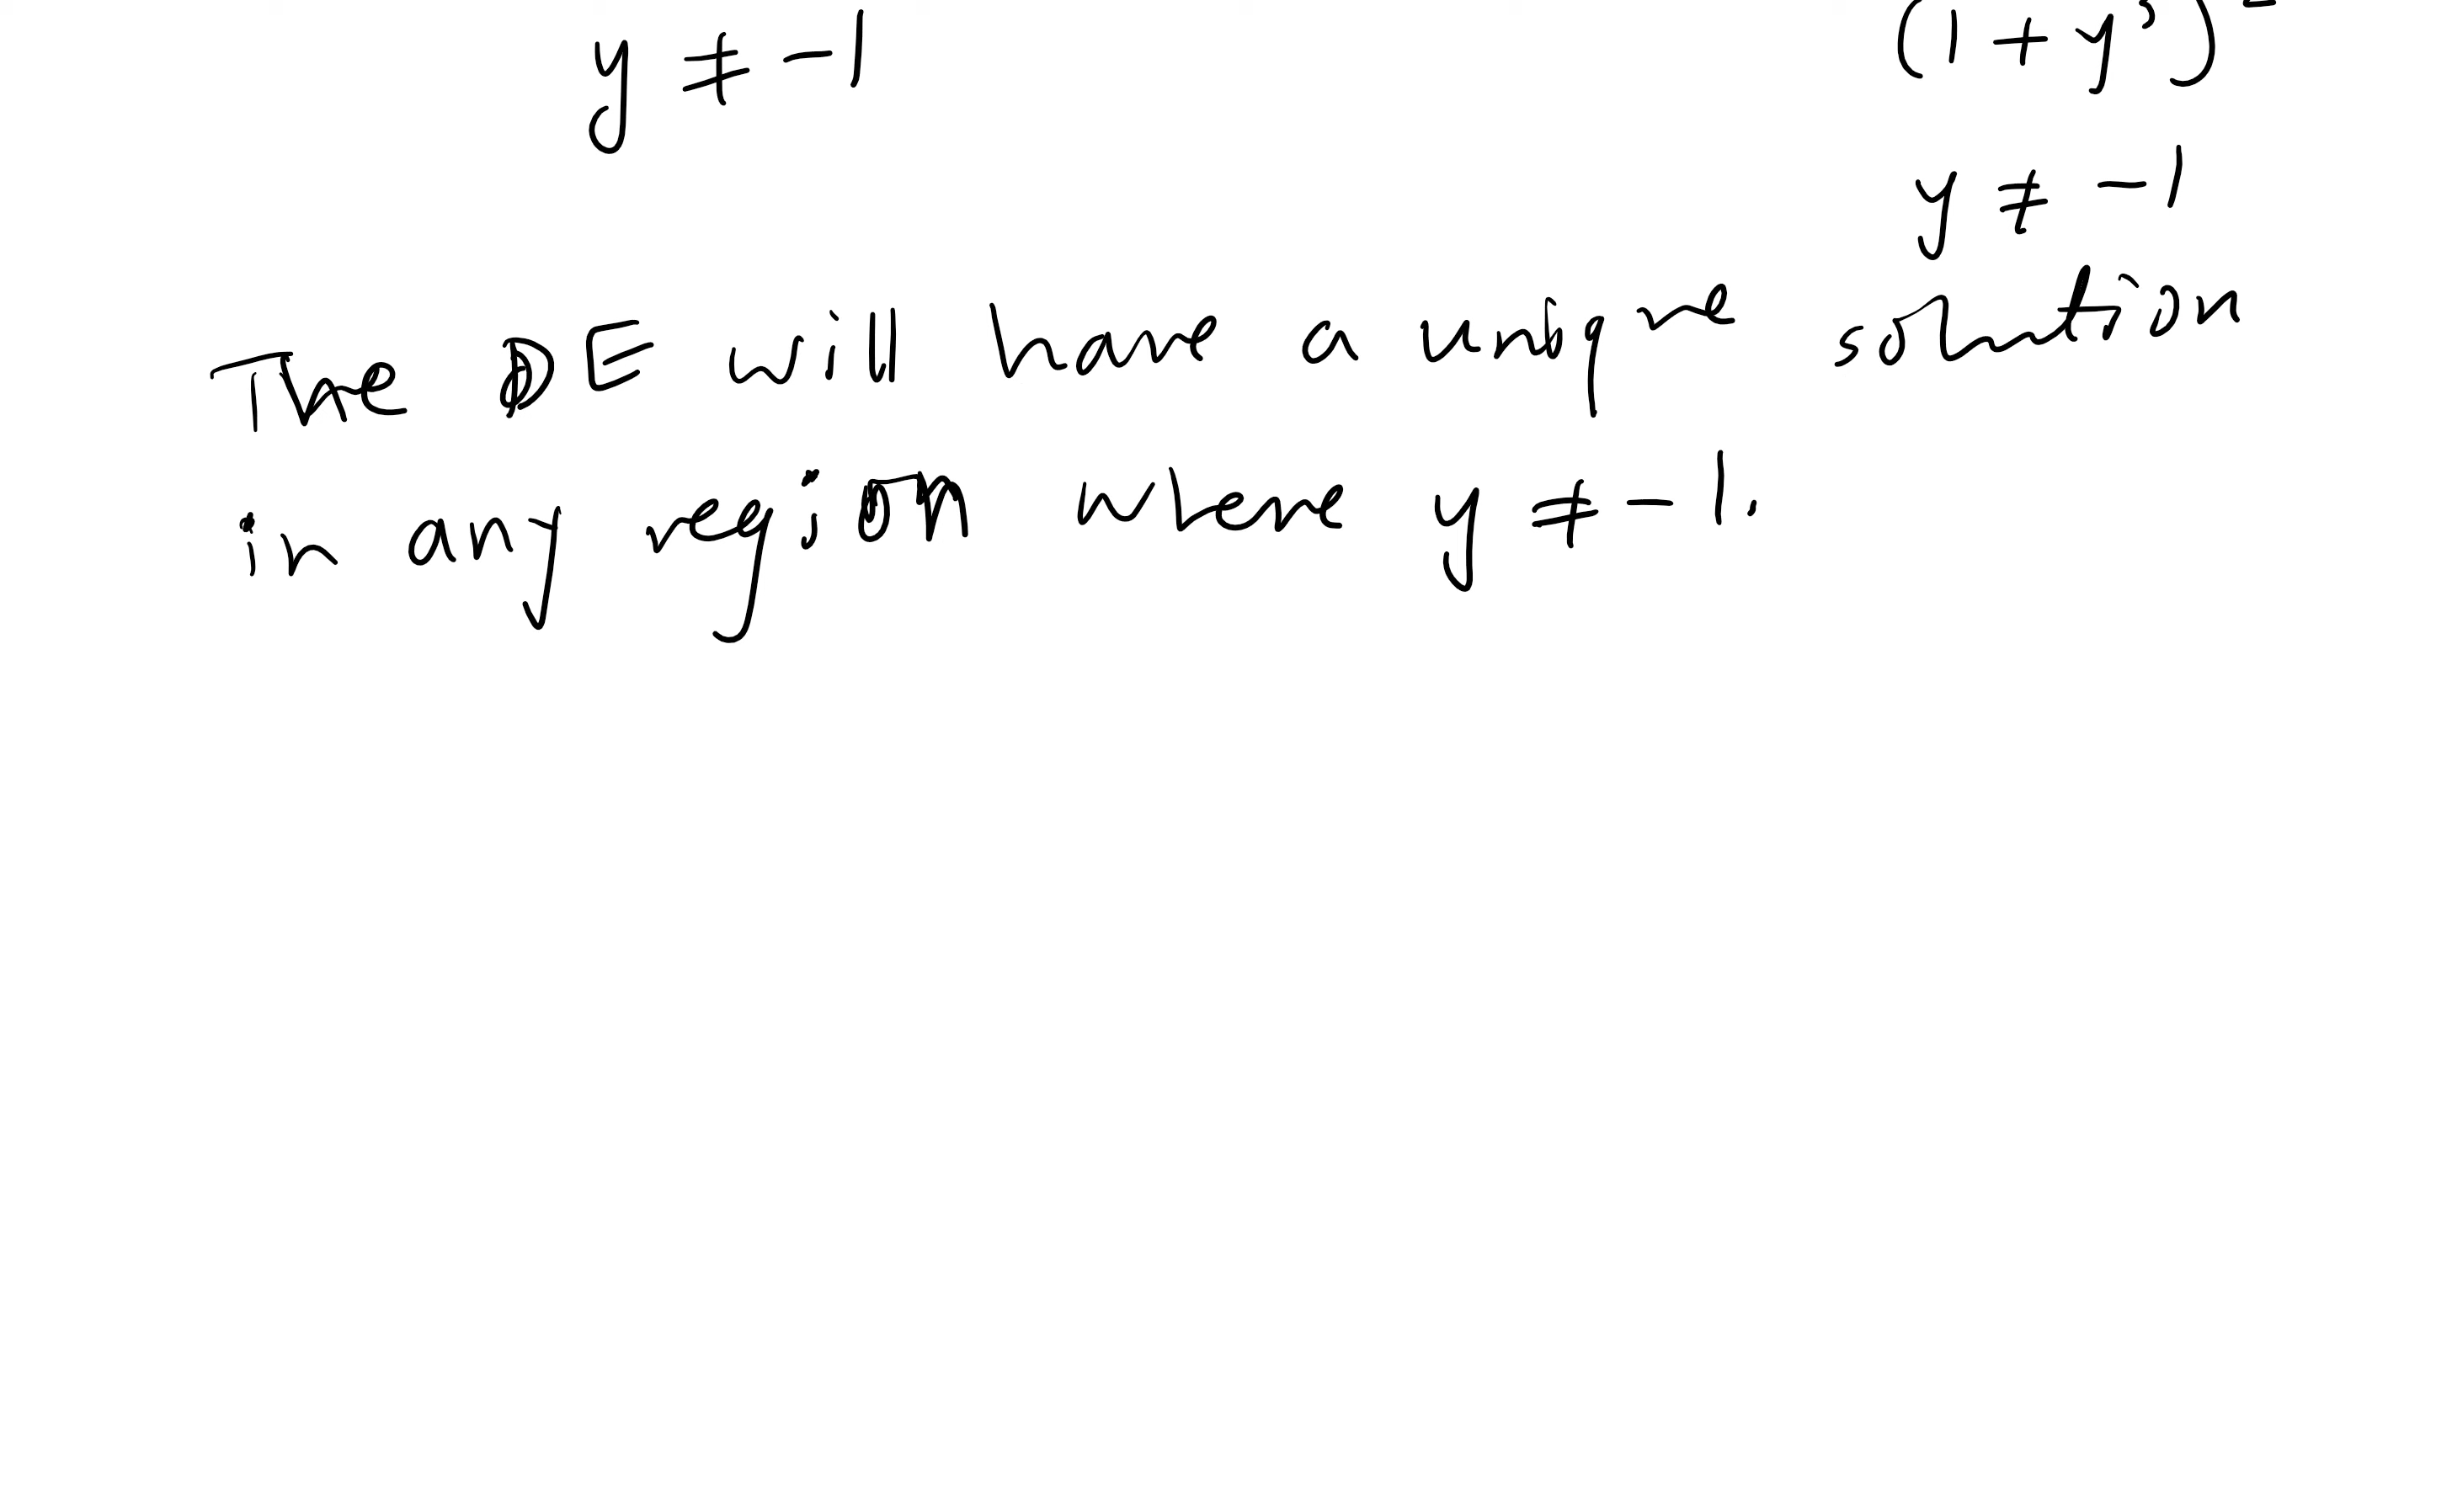 y ≠ -1
(1 + y³)²
y ≠ -1
The DE will have a unique solution
in any region where y ≠ -1.